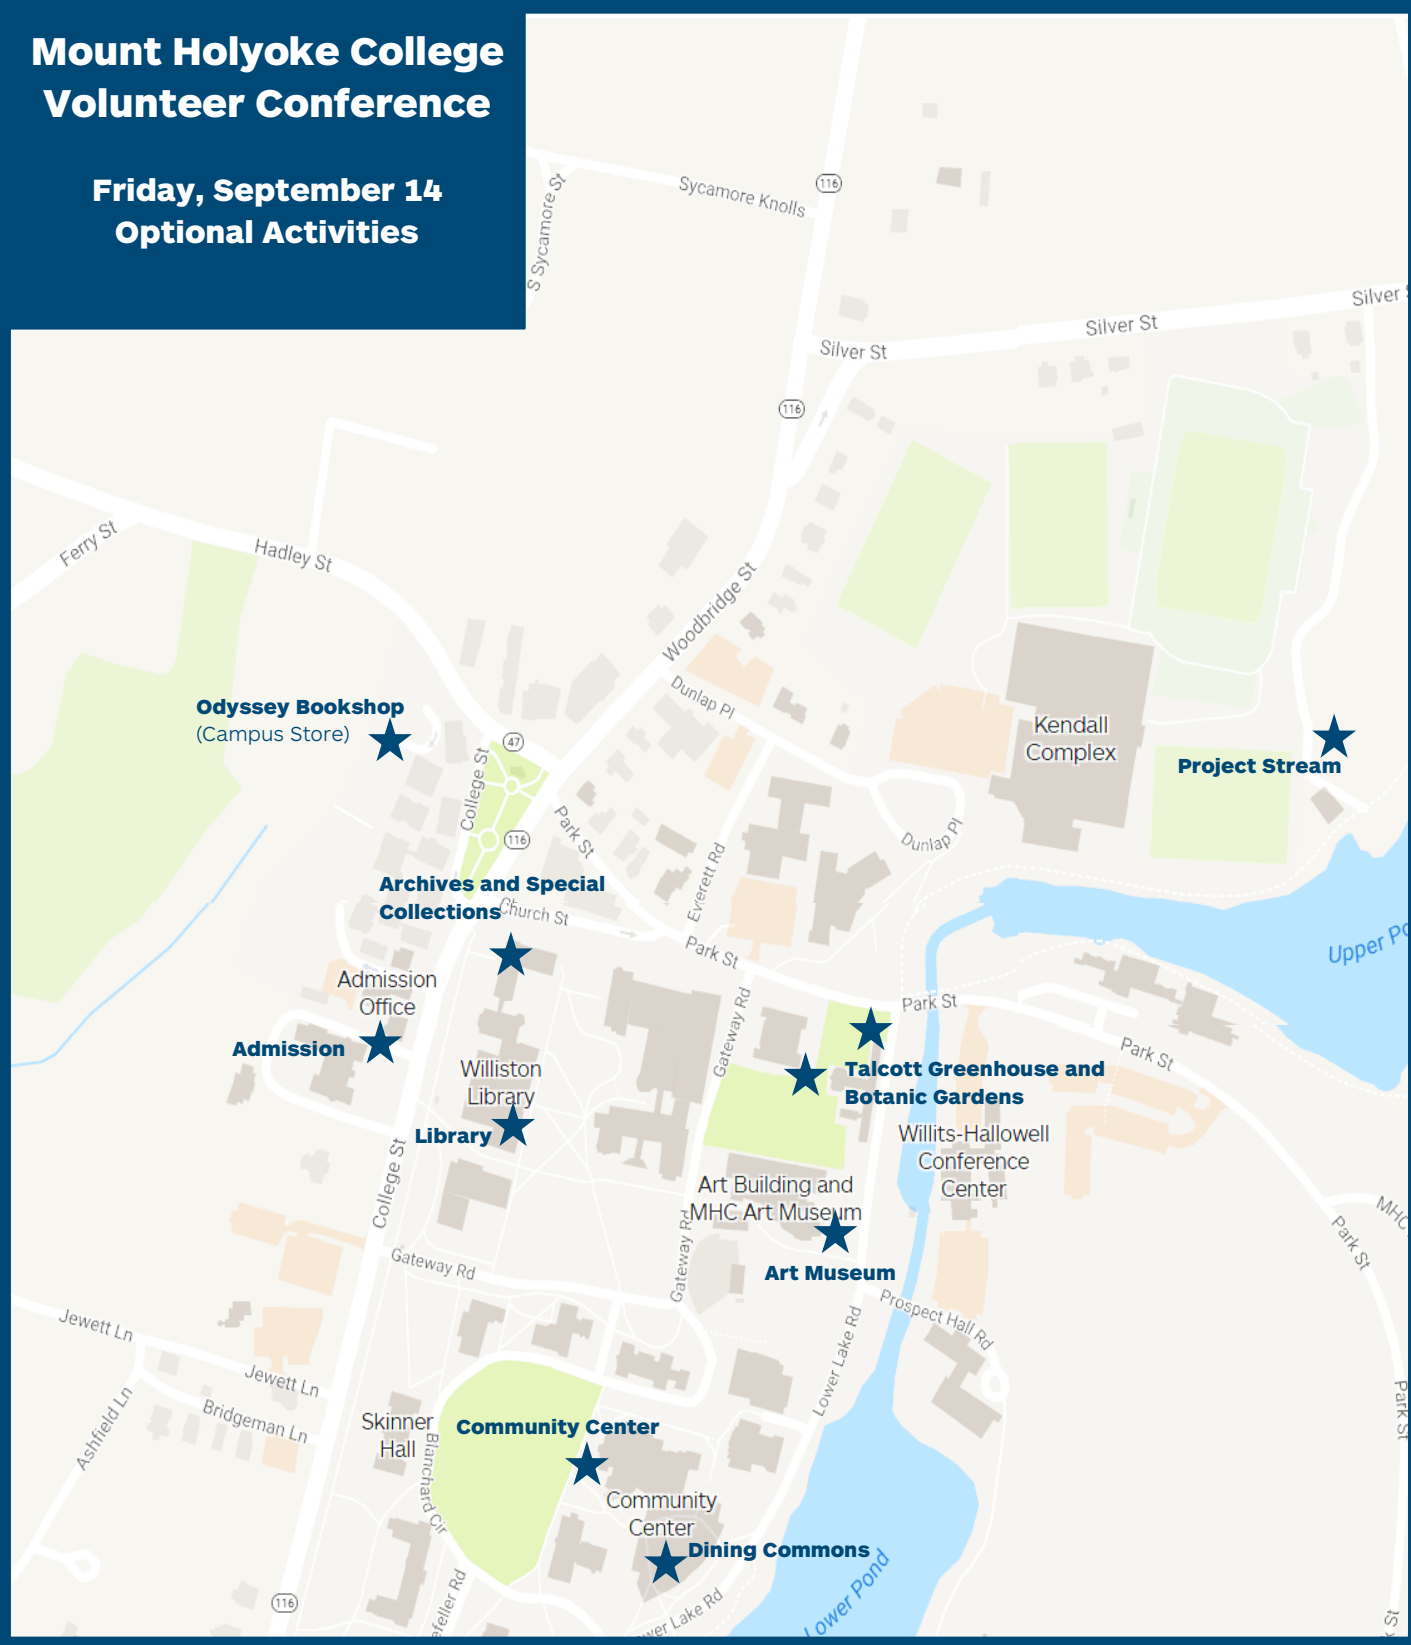 Mount Holyoke College
Volunteer Conference
Friday, September 14
Optional Activities
116
Sycamore Knolls
S Sycamore St
Silver St
Silver St
Silver
116
Ferry St
Hadley St
Woodbridge St
Dunlap Pl
Odyssey Bookshop
(Campus Store)
47
Kendall
Complex
Project Stream
College St
116
Park St
Dunlap Pl
Everett Rd
Archives and Special
Collections
Church St
Park St
Upper Po
Admission
Office
Admission
Gateway Rd
Park St
Park St
Williston
Library
Library
Talcott Greenhouse and
Botanic Gardens
Willits-Hallowell
Conference
Center
College St
Art Building and
MHC Art Museum
Gateway Rd
Art Museum
MHC
Park St
Gateway Rd
Prospect Hall Rd
Jewett Ln
Jewett Ln
Lower Lake Rd
Ashfield Ln
Bridgeman Ln
Skinner
Hall
Blanchard Cir
Community Center
Park St
Community
Center
Dining Commons
Lower Pond
116
efeller Rd
wer Lake Rd
St